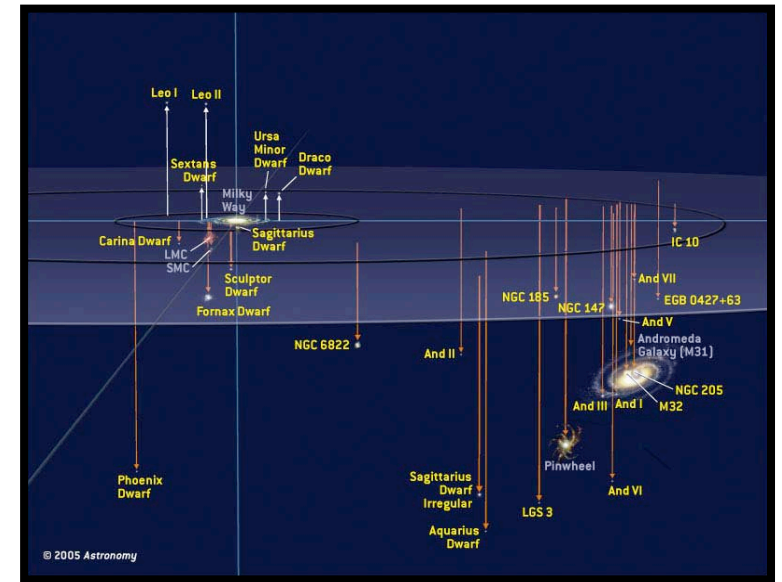 Leo I
Leo II
Ursa
Minor
Dwarf
Draco
Dwarf
Sextans
Dwarf
Milky
Way
Carina Dwarf
LMC
SMC
Sagittarius
Dwarf
IC 10
Sculptor
Dwarf
Fornax Dwarf
And VII
NGC 185
NGC 147
EGB 0427+63
And V
NGC 6822
And II
Andromeda
Galaxy (M31)
NGC 205
M32
And III
And I
Pinwheel
Phoenix
Dwarf
Sagittarius
Dwarf
Irregular
And VI
LGS 3
Aquarius
Dwarf
© 2005 Astronomy